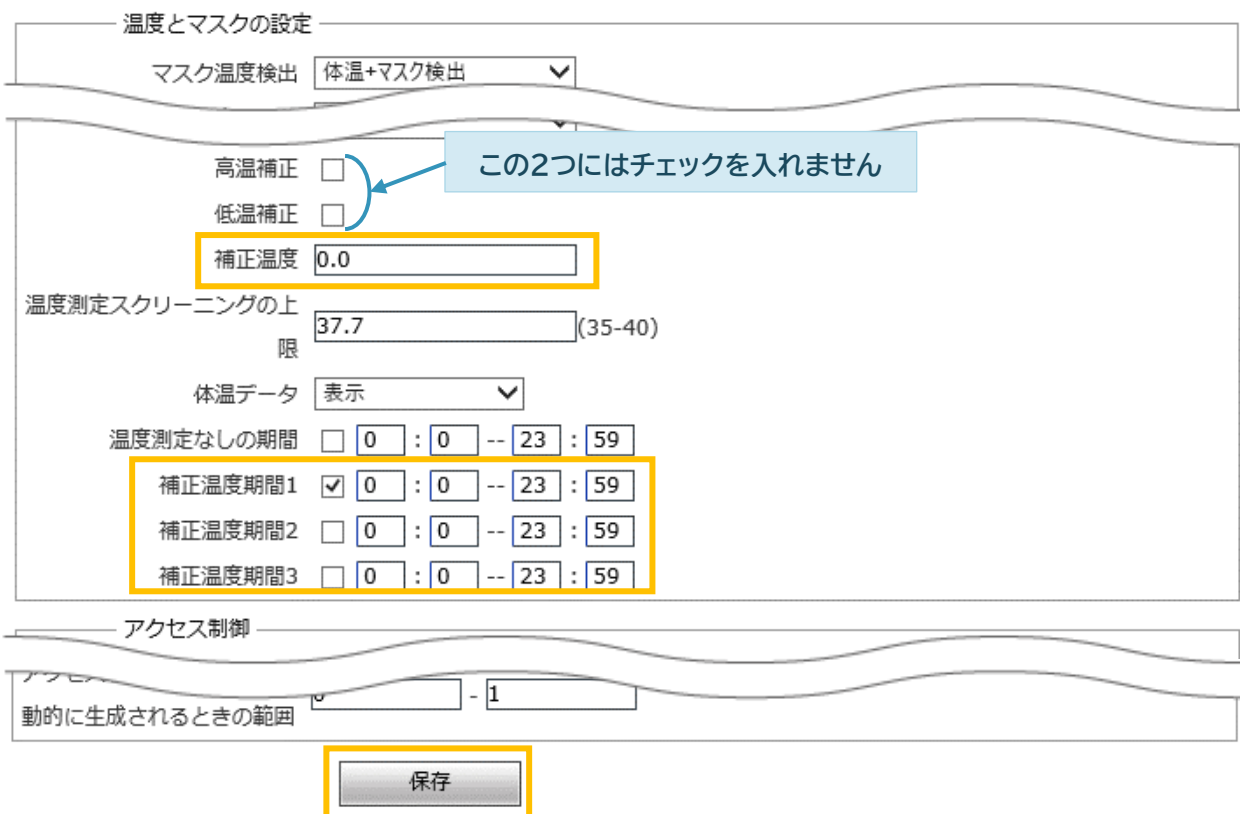 温度とマスクの設定
マスク温度検出 体温+マスク検出
この2つにはチェックを入れません
高温補正
低温補正
補正温度 0.0
温度測定スクリーニングの上
限 37.7 (35-40)
体温データ 表示
温度測定なしの期間 0 : 0 -- 23 : 59
補正温度期間1 0 : 0 -- 23 : 59
補正温度期間2 0 : 0 -- 23 : 59
補正温度期間3 0 : 0 -- 23 : 59
アクセス制御
- 1
動的に生成されるときの範囲
保存